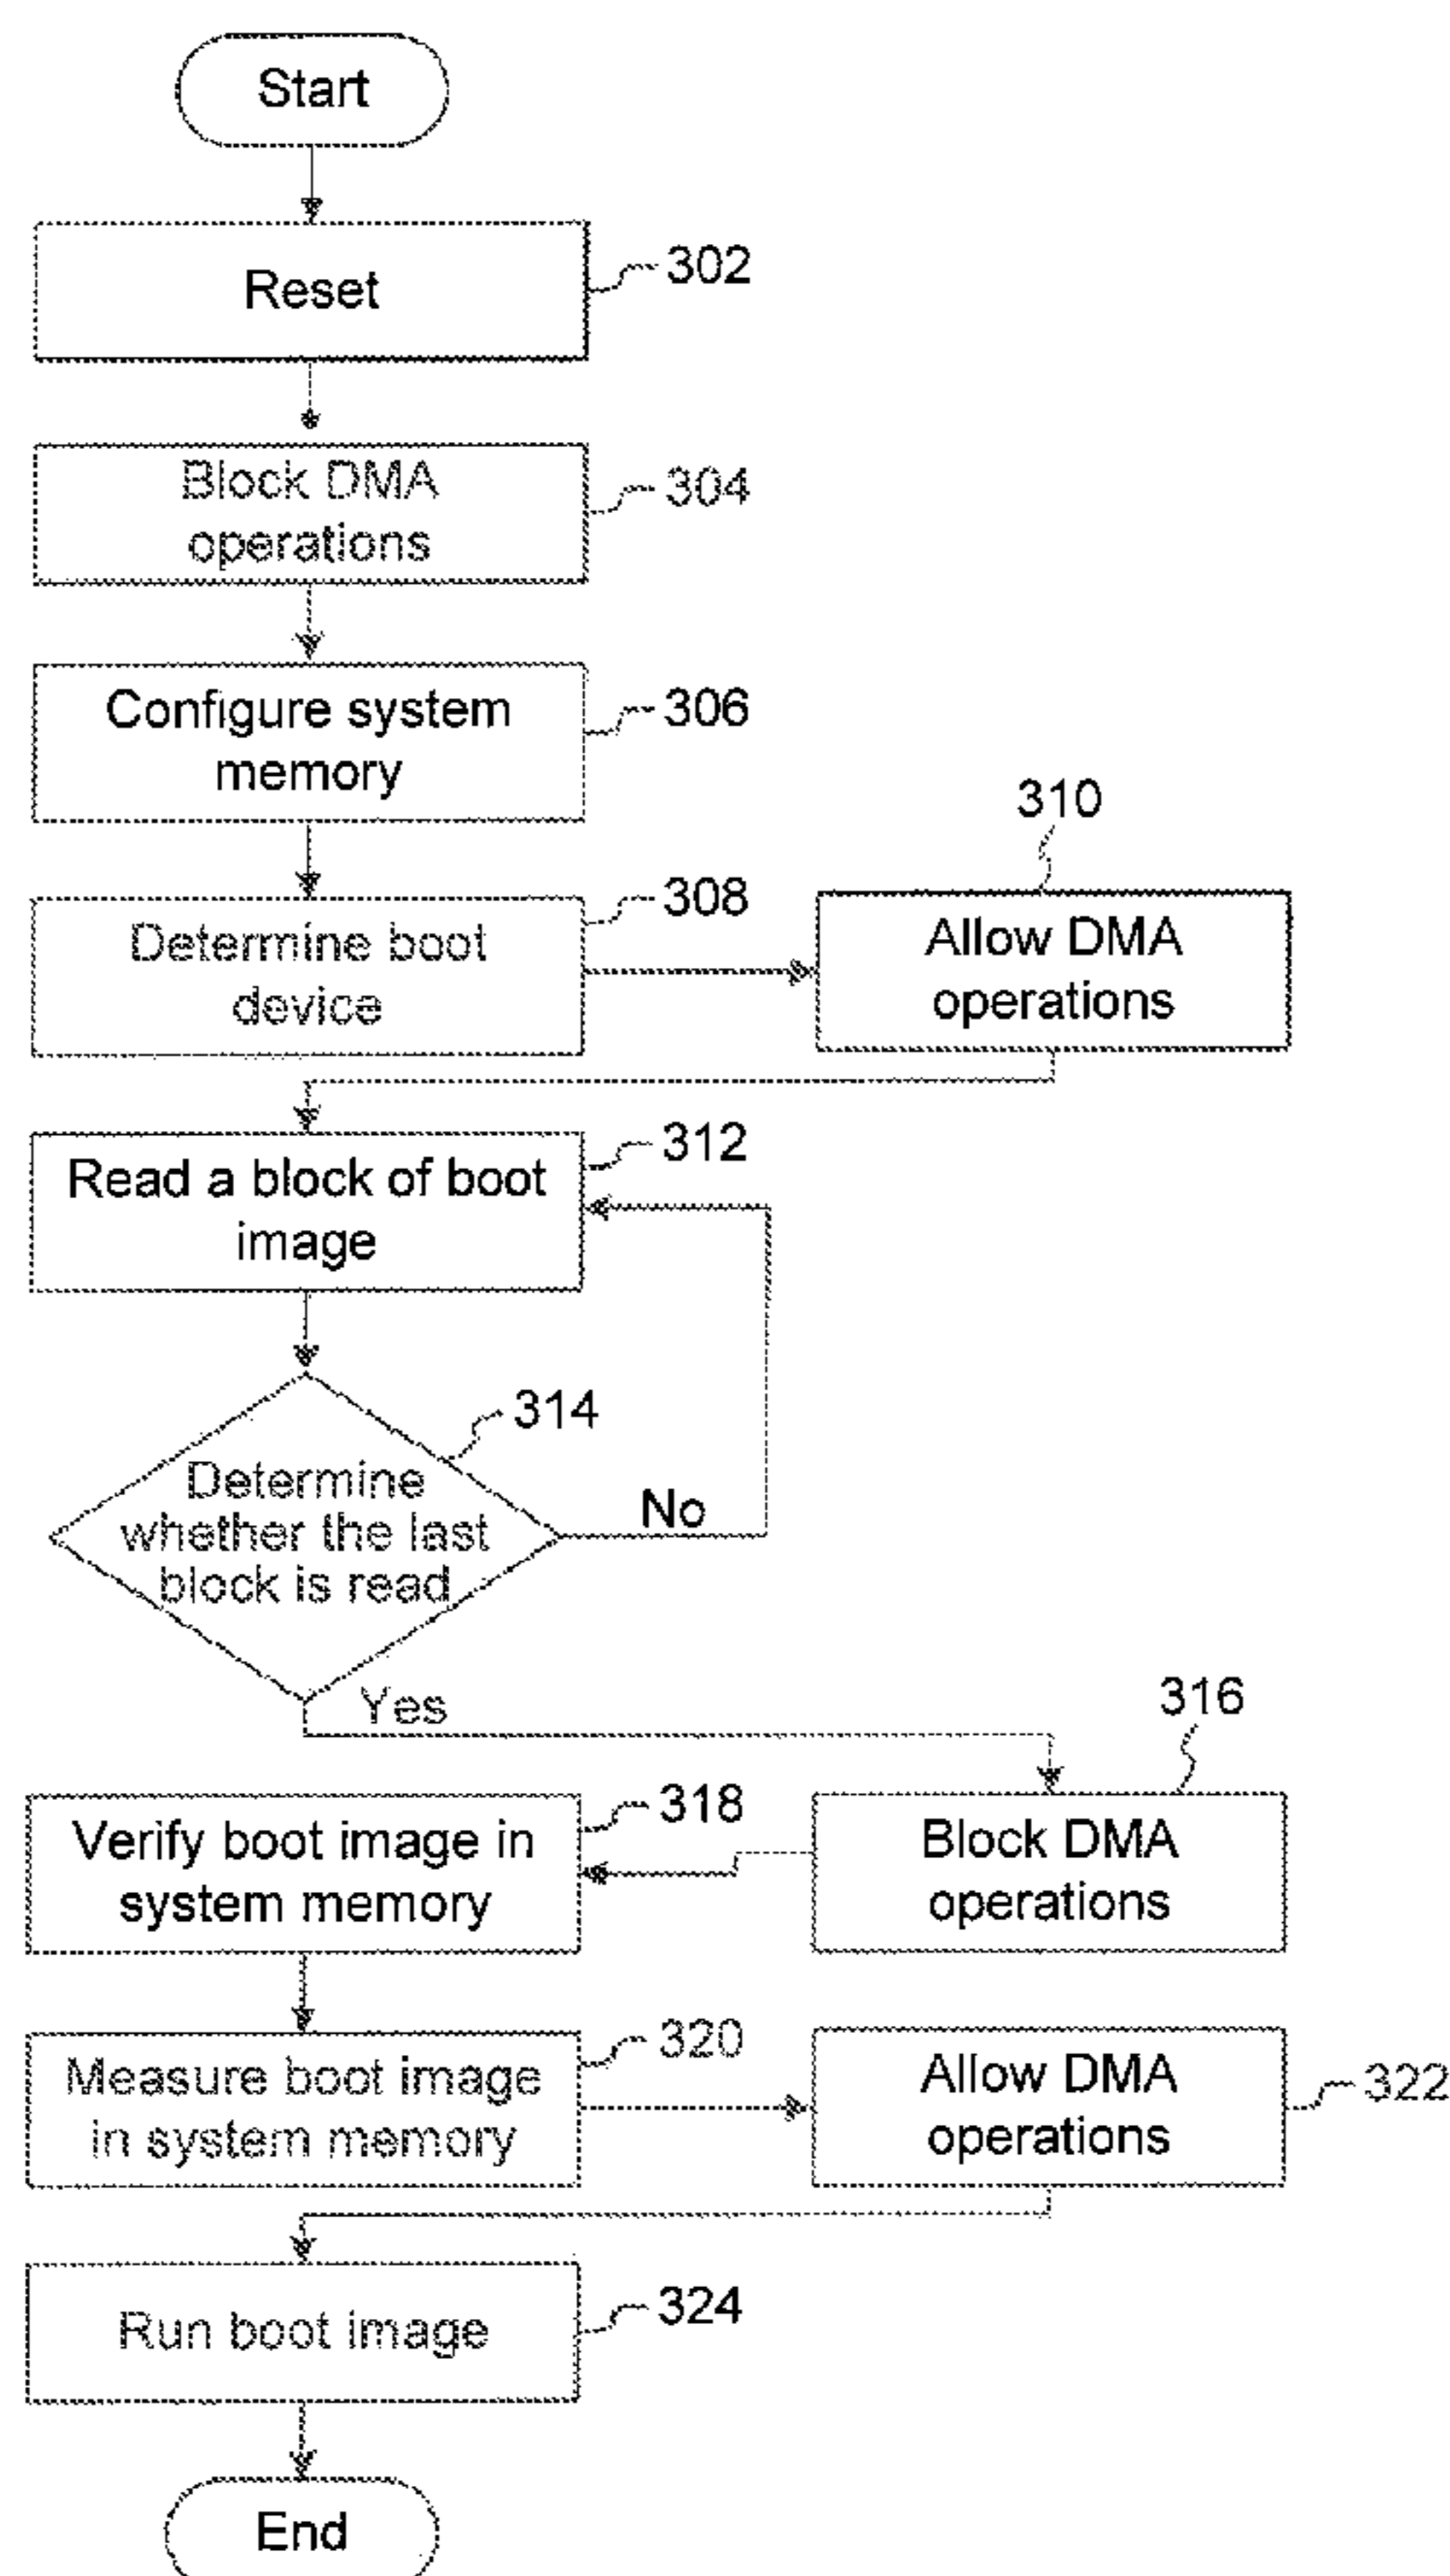 Start
Reset
302
Block DMA
operations
304
Configure system
memory
306
Determine boot
device
308
310
Allow DMA
operations
Read a block of boot
image
312
Determine
whether the last
block is read
314
No
Yes
316
Block DMA
operations
Verify boot image in
system memory
318
Measure boot image
in system memory
320
Allow DMA
operations
322
Run boot image
324
End